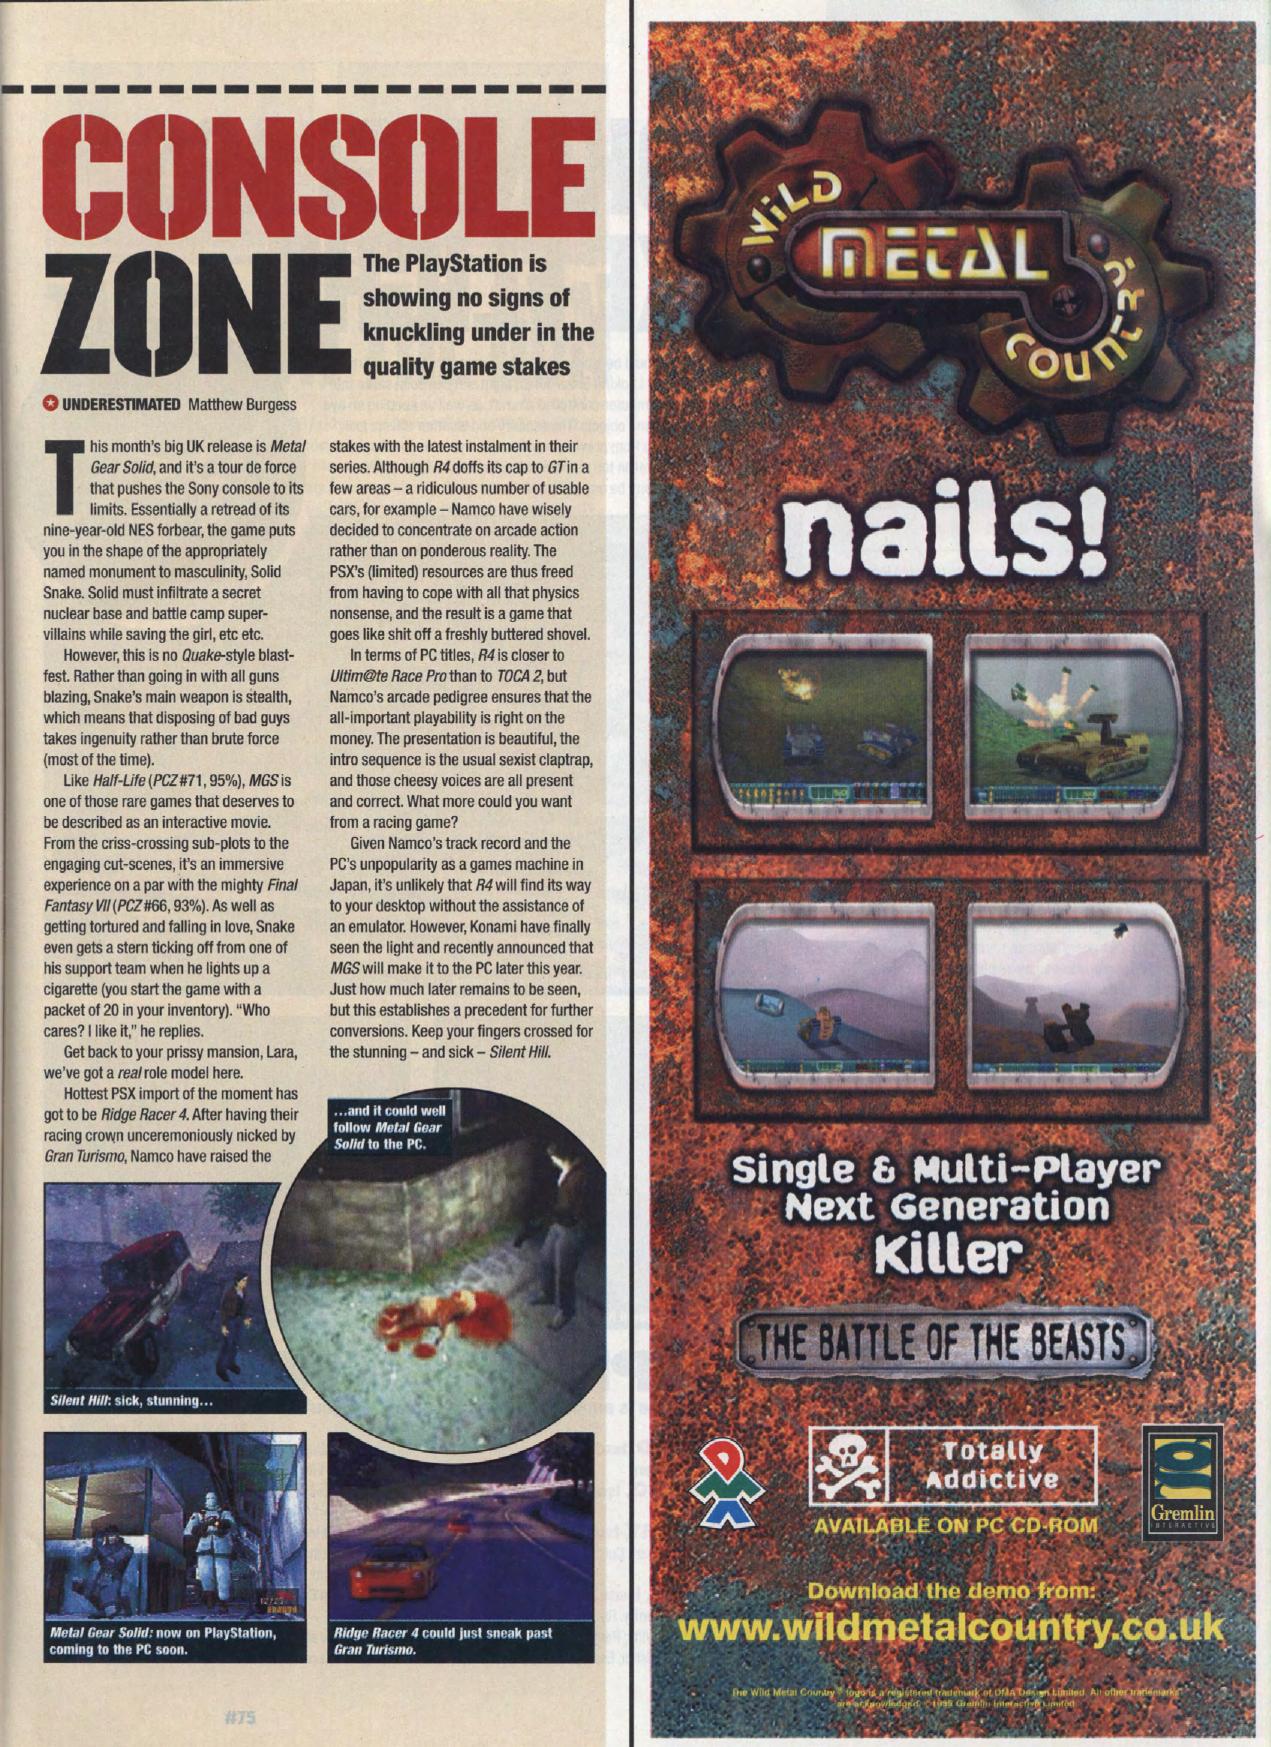 CONSOLE
ZONE
The PlayStation is
showing no signs of
knuckling under in the
quality game stakes
UNDERESTIMATED Matthew Burgess
This month's big UK release is Metal
Gear Solid, and it's a tour de force
that pushes the Sony console to its
limits. Essentially a retread of its
nine-year-old NES forbear, the game puts
you in the shape of the appropriately
named monument to masculinity, Solid
Snake. Solid must infiltrate a secret
nuclear base and battle camp super-
villains while saving the girl, etc etc.
However, this is no Quake-style blast-
fest. Rather than going in with all guns
blazing, Snake's main weapon is stealth,
which means that disposing of bad guys
takes ingenuity rather than brute force
(most of the time).
Like Half-Life (PCZ #71, 95%), MGS is
one of those rare games that deserves to
be described as an interactive movie.
From the criss-crossing sub-plots to the
engaging cut-scenes, it's an immersive
experience on a par with the mighty Final
Fantasy VII (PCZ #66, 93%). As well as
getting tortured and falling in love, Snake
even gets a stern ticking off from one of
his support team when he lights up a
cigarette (you start the game with a
packet of 20 in your inventory). "Who
cares? I like it," he replies.
Get back to your prissy mansion, Lara,
we've got a real role model here.
Hottest PSX import of the moment has
got to be Ridge Racer 4. After having their
racing crown unceremoniously nicked by
Gran Turismo, Namco have raised the
stakes with the latest instalment in their
series. Although R4 doffs its cap to GT in a
few areas – a ridiculous number of usable
cars, for example – Namco have wisely
decided to concentrate on arcade action
rather than on ponderous reality. The
PSX's (limited) resources are thus freed
from having to cope with all that physics
nonsense, and the result is a game that
goes like shit off a freshly buttered shovel.
In terms of PC titles, R4 is closer to
Ultim@te Race Pro than to TOCA 2, but
Namco's arcade pedigree ensures that the
all-important playability is right on the
money. The presentation is beautiful, the
intro sequence is the usual sexist claptrap,
and those cheesy voices are all present
and correct. What more could you want
from a racing game?
Given Namco's track record and the
PC's unpopularity as a games machine in
Japan, it's unlikely that R4 will find its way
to your desktop without the assistance of
an emulator. However, Konami have finally
seen the light and recently announced that
MGS will make it to the PC later this year.
Just how much later remains to be seen,
but this establishes a precedent for further
conversions. Keep your fingers crossed for
the stunning – and sick – Silent Hill.
...and it could well
follow Metal Gear
Solid to the PC.
Silent Hill: sick, stunning...
Metal Gear Solid: now on PlayStation,
coming to the PC soon.
Ridge Racer 4 could just sneak past
Gran Turismo.
#75
WILD
METAL
COUNTRY
nails!
Single & Multi-Player
Next Generation
Killer
THE BATTLE OF THE BEASTS
D
M
A
Totally
Addictive
AVAILABLE ON PC CD-ROM
Gremlin
INTERACTIVE
Download the demo from:
www.wildmetalcountry.co.uk
The Wild Metal Country® logo is a registered trademark of DMA Design Limited. All other trademarks
are acknowledged. © 1999 Gremlin Interactive Limited